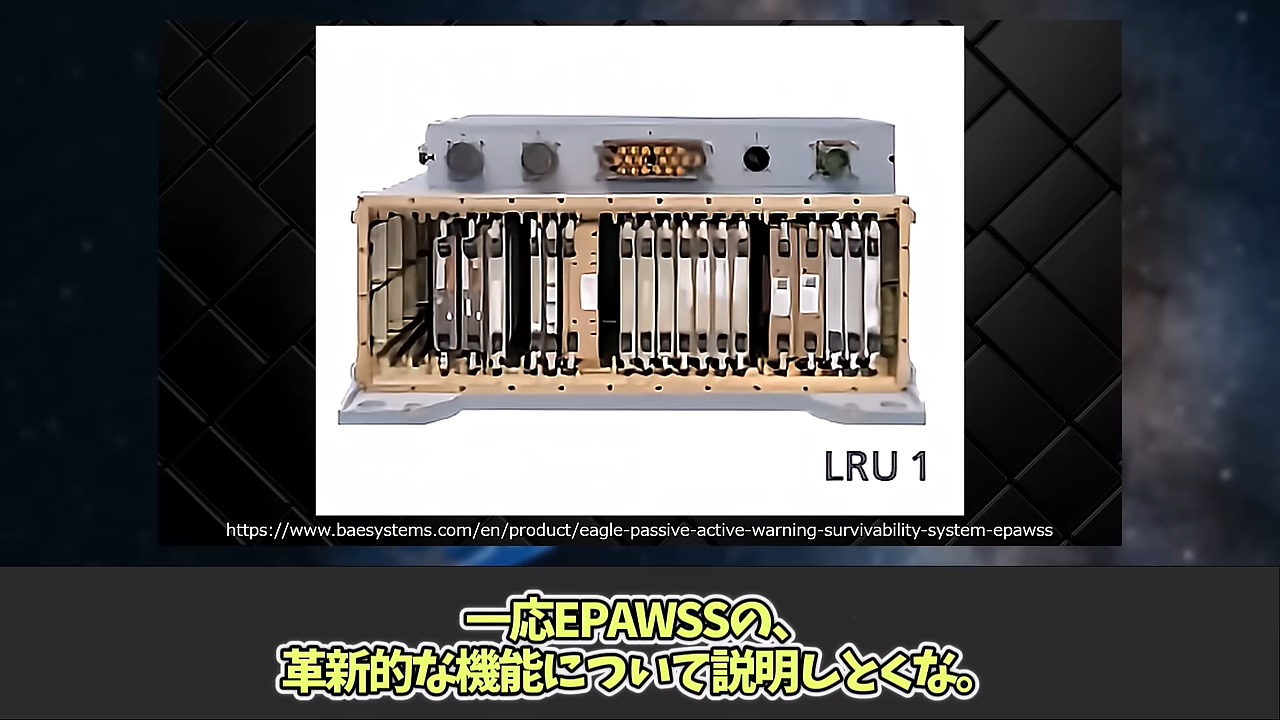 LRU 1
https://www.baesystems.com/en/product/eagle-passive-active-warning-survivability-system-epawss
一応EPAWSSの、
革新的な機能について説明しとくな。